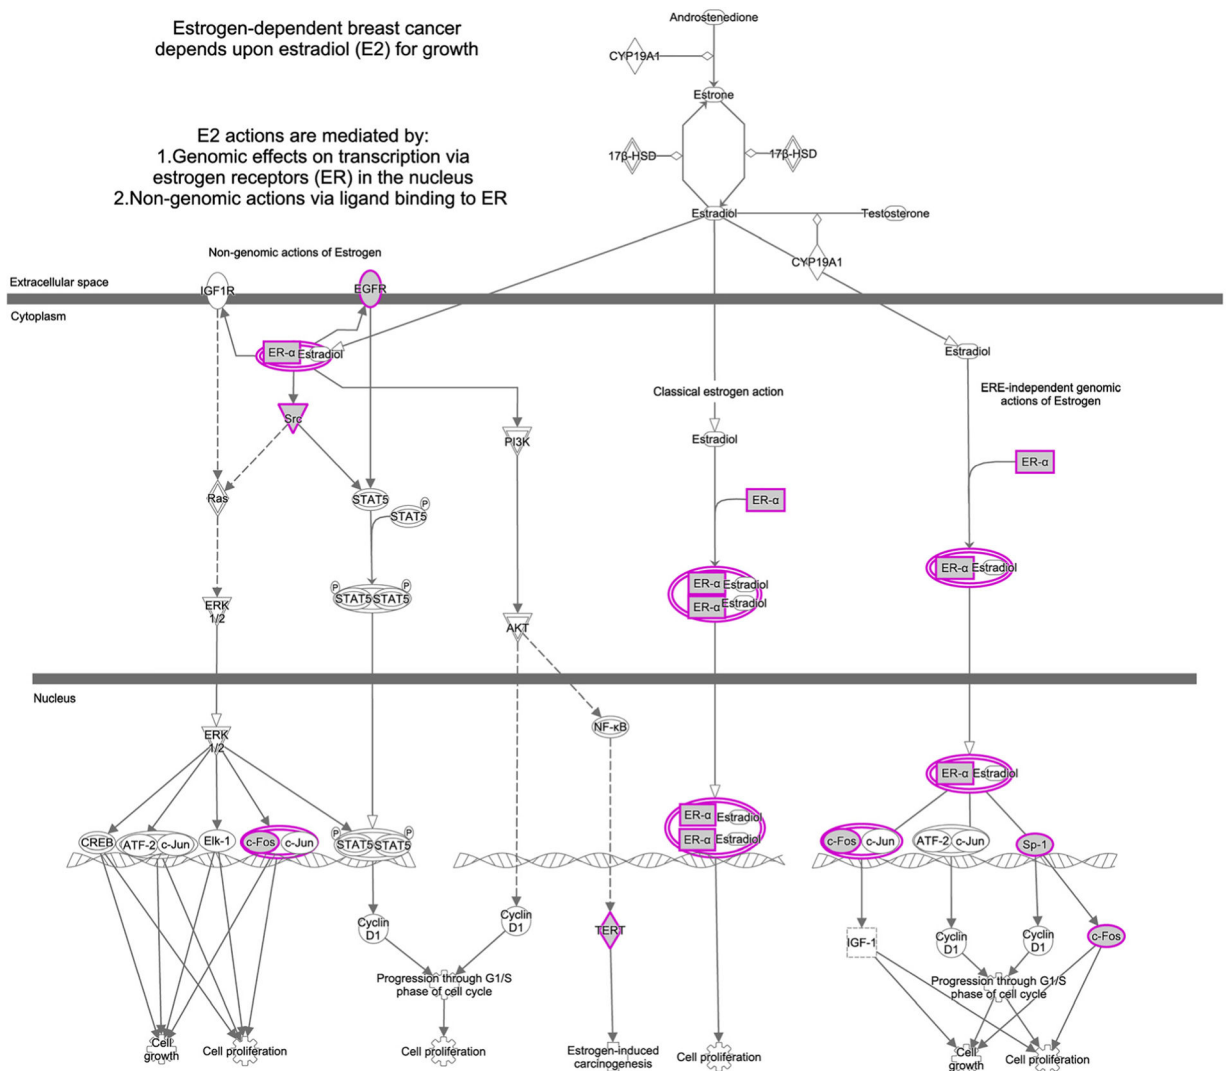 Estrogen-dependent breast cancer
depends upon estradiol (E2) for growth
E2 actions are mediated by:
1.Genomic effects on transcription via
estrogen receptors (ER) in the nucleus
2.Non-genomic actions via ligand binding to ER
Androstenedione
CYP19A1
Estrone
17β-HSD
17β-HSD
Estradiol
Testosterone
CYP19A1
Non-genomic actions of Estrogen
Extracellular space
IGF1R
EGFR
Cytoplasm
ER-α
Estradiol
Src
PI3K
Ras
STAT5
STAT5
P
P
P
STAT5
STAT5
ERK
1/2
AKT
Classical estrogen action
Estradiol
ER-α
ER-α
Estradiol
ER-α
Estradiol
Estradiol
ERE-independent genomic
actions of Estrogen
ER-α
ER-α
Estradiol
Nucleus
ERK
1/2
NF-κB
CREB
ATF-2
c-Jun
Elk-1
c-Fos
c-Jun
P
P
STAT5
STAT5
ER-α
Estradiol
ER-α
Estradiol
ER-α
Estradiol
c-Fos
c-Jun
ATF-2
c-Jun
Sp-1
Cyclin
D1
Cyclin
D1
TERT
IGF-1
Cyclin
D1
Cyclin
D1
c-Fos
Progression through G1/S
phase of cell cycle
Progression through G1/S
phase of cell cycle
Cell
growth
Cell proliferation
Cell proliferation
Estrogen-induced
carcinogenesis
Cell proliferation
Cell
growth
Cell proliferation